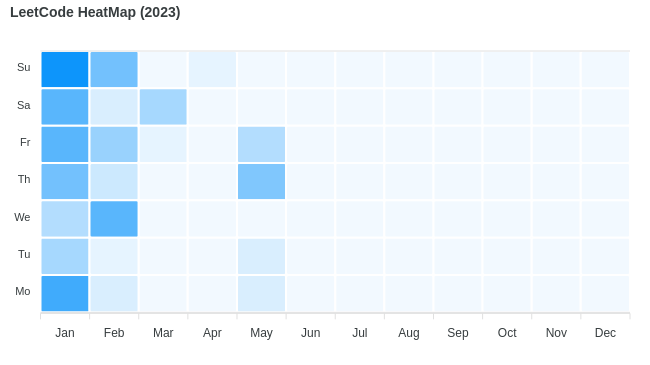 LeetCode HeatMap (2023)
Su
Sa
Fr
Th
We
Tu
Mo
Jan Feb Mar Apr May Jun Jul Aug Sep Oct Nov Dec